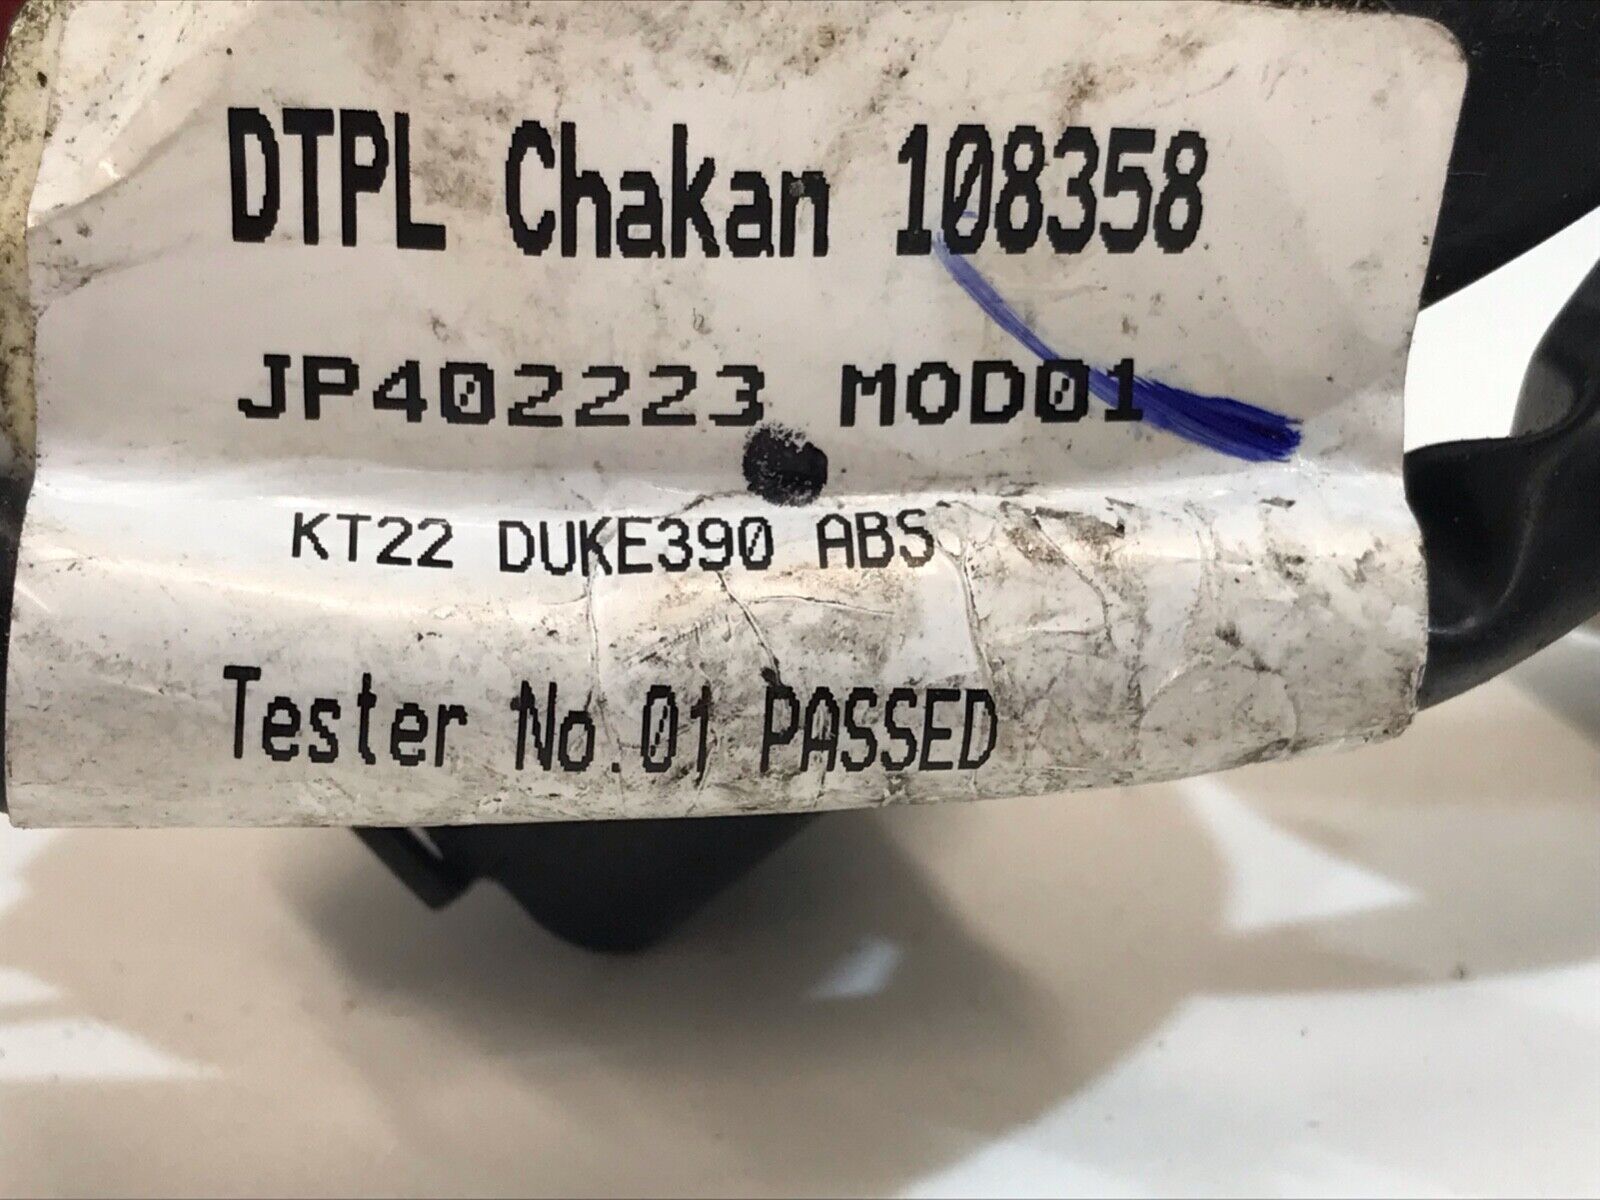 DTPL Chakan 108358
JP402223 MOD01
KT22 DUKE390 ABS
Tester No.01 PASSED